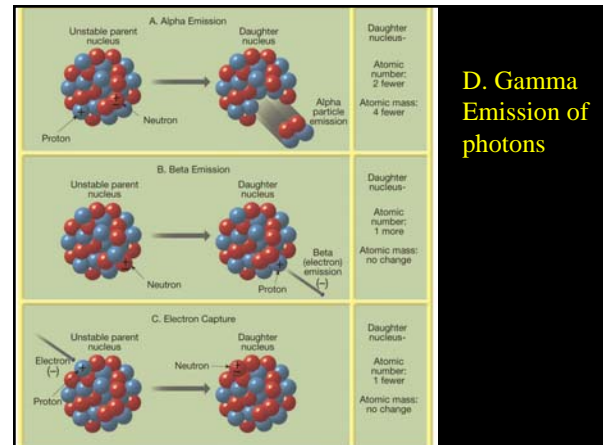 A. Alpha Emission
Unstable parent
nucleus
Daughter
nucleus
Proton
Neutron
Alpha
particle
emission
Daughter
nucleus-
Atomic
number:
2 fewer
Atomic mass:
4 fewer
B. Beta Emission
Unstable parent
nucleus
Daughter
nucleus
Neutron
Proton
Beta
(electron)
emission
(–)
Daughter
nucleus-
Atomic
number:
1 more
Atomic mass:
no change
C. Electron Capture
Unstable parent
nucleus
Daughter
nucleus
Electron
(–)
Proton
Neutron
Daughter
nucleus-
Atomic
number:
1 fewer
Atomic mass:
no change
D. Gamma
Emission of
photons